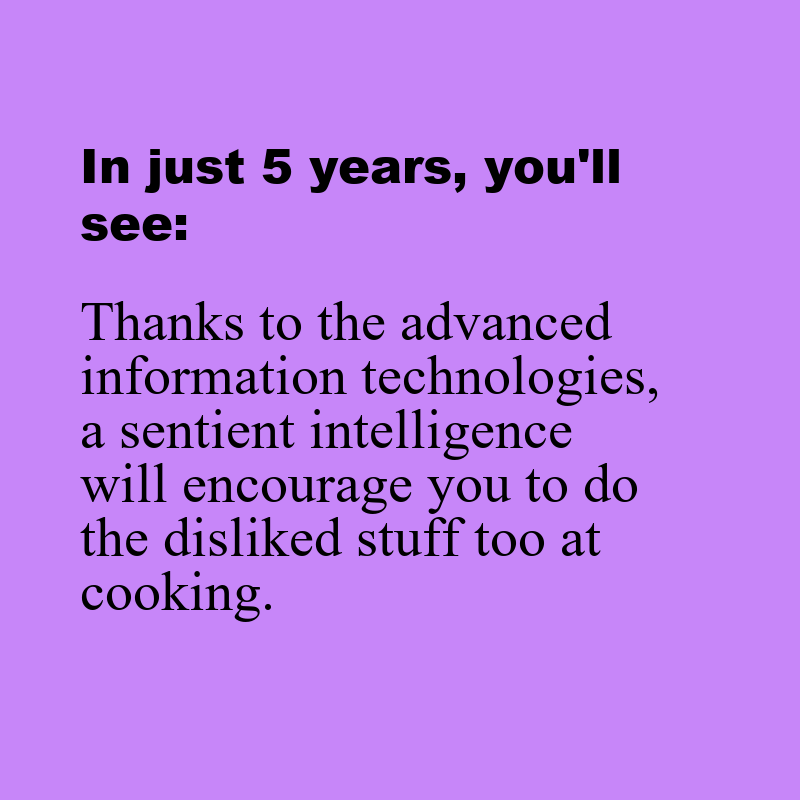 In just 5 years, you'll
see:
Thanks to the advanced
information technologies,
a sentient intelligence
will encourage you to do
the disliked stuff too at
cooking.